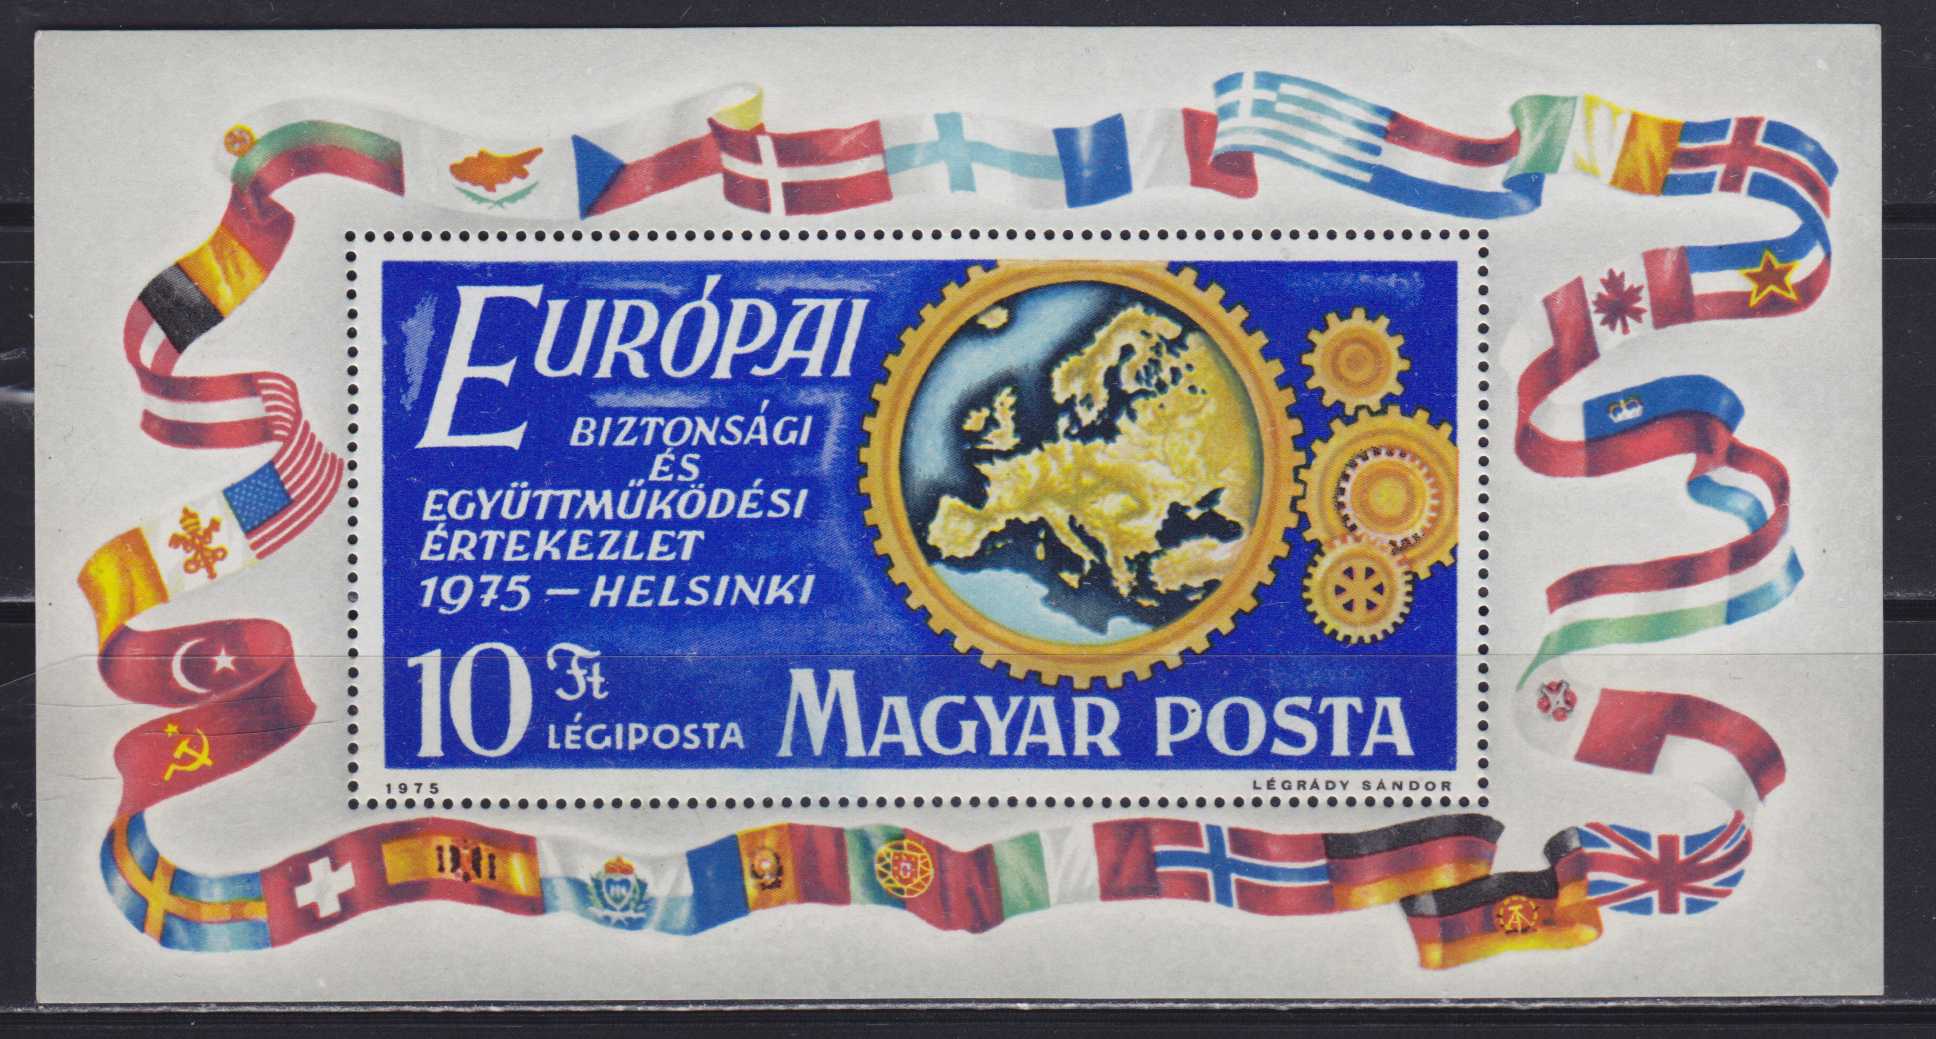 EURÓPAI
BIZTONSÁGI
ÉS
EGYÜTTMŰKÖDÉSI
ÉRTEKEZLET
1975 – HELSINKI
10 Ft
LÉGIPOSTA
MAGYAR POSTA
1975
LÉGRÁDY SÁNDOR